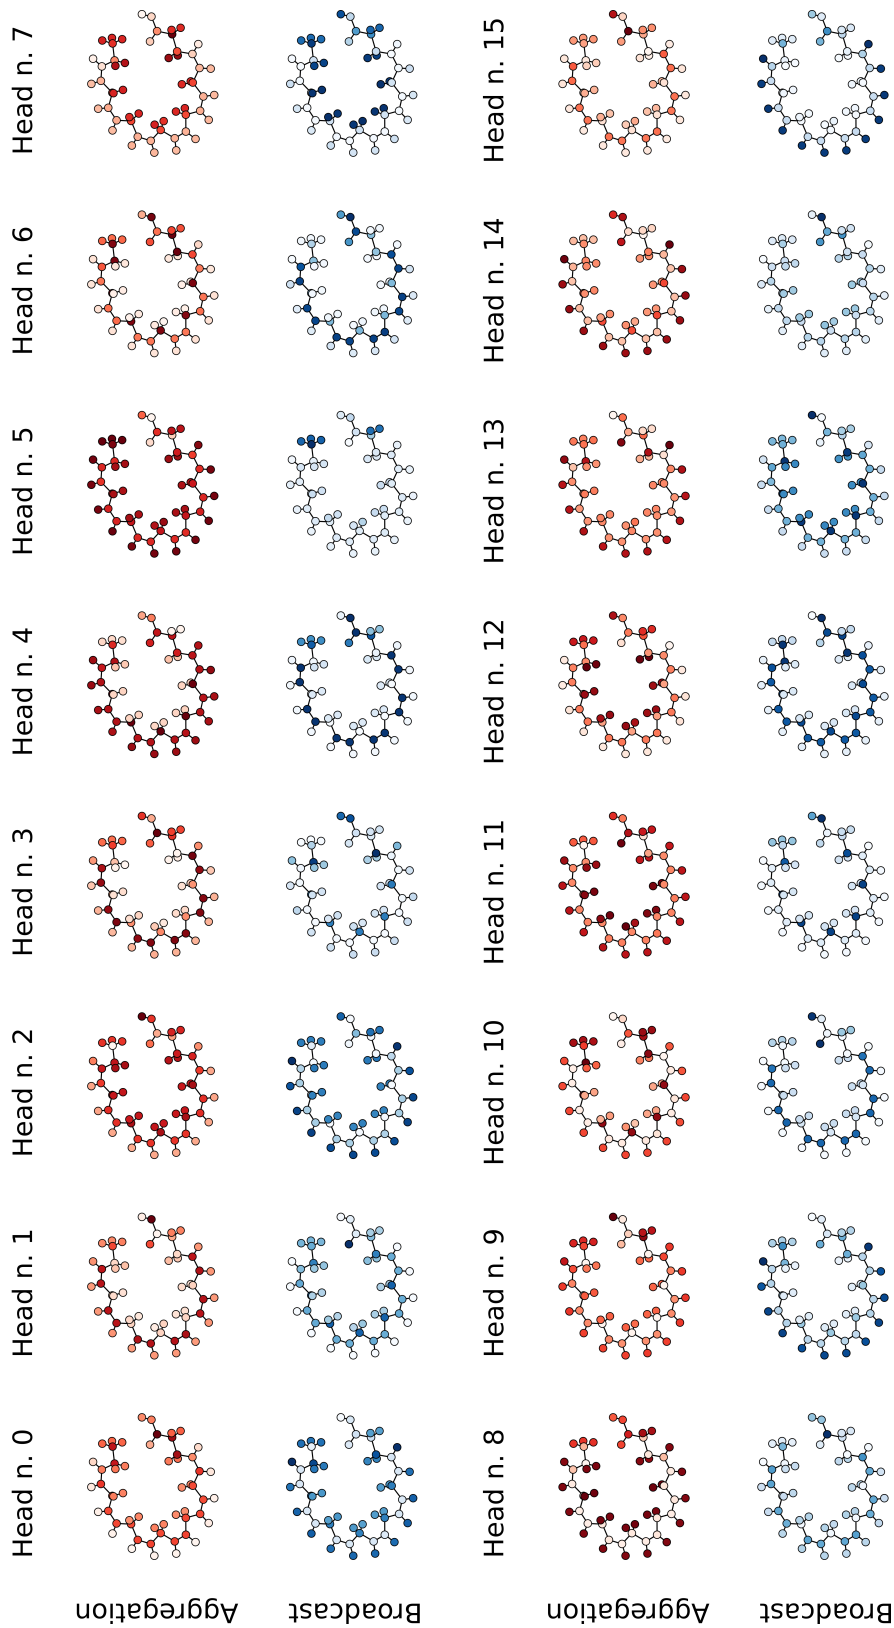 Head n. 0
Head n. 1
Head n. 2
Head n. 3
Head n. 4
Head n. 5
Head n. 6
Head n. 7
Aggregation
Broadcast
Head n. 8
Head n. 9
Head n. 10
Head n. 11
Head n. 12
Head n. 13
Head n. 14
Head n. 15
Aggregation
Broadcast